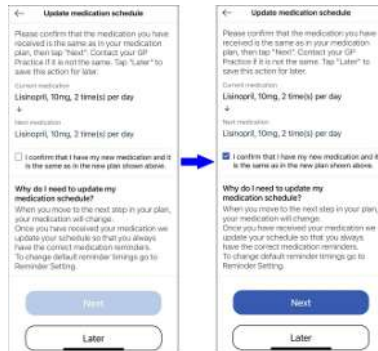 ← Update medication schedule
Please confirm that the medication you have
received is the same as in your medication
plan, then tap "Next". Contact your GP
Practice if it is not the same. Tap "Later" to
save this action for later.
Current medication
Lisinopril, 10mg, 2 time(s) per day
↓
Next medication
Lisinopril, 10mg, 2 time(s) per day
I confirm that I have my new medication and it
is the same as in the new plan shown above.
Why do I need to update my
medication schedule?
When you move to the next step in your plan,
your medication will change.
Once you have received your medication we
update your schedule so that you always
have the correct medication reminders.
To change default reminder timings go to
Reminder Setting.
Next
Later
← Update medication schedule
Please confirm that the medication you have
received is the same as in your medication
plan, then tap "Next". Contact your GP
Practice if it is not the same. Tap "Later" to
save this action for later.
Current medication
Lisinopril, 10mg, 2 time(s) per day
↓
Next medication
Lisinopril, 10mg, 2 time(s) per day
I confirm that I have my new medication and it
is the same as in the new plan shown above.
Why do I need to update my
medication schedule?
When you move to the next step in your plan,
your medication will change.
Once you have received your medication we
update your schedule so that you always
have the correct medication reminders.
To change default reminder timings go to
Reminder Setting.
Next
Later